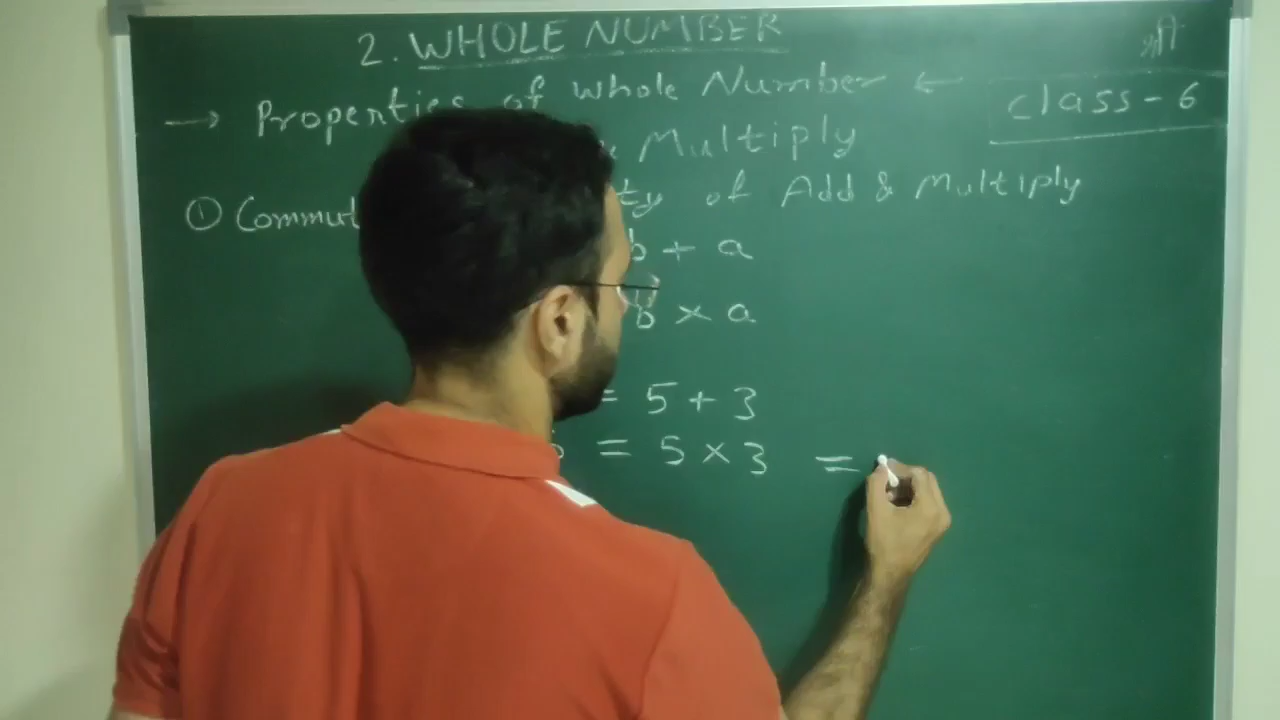 2. WHOLE NUMBER
→ Properties of whole Number ←
Class - 6
Multiply
① Commut ty of Add & Multiply
b + a
b × a
= 5 + 3
= 5 × 3 =